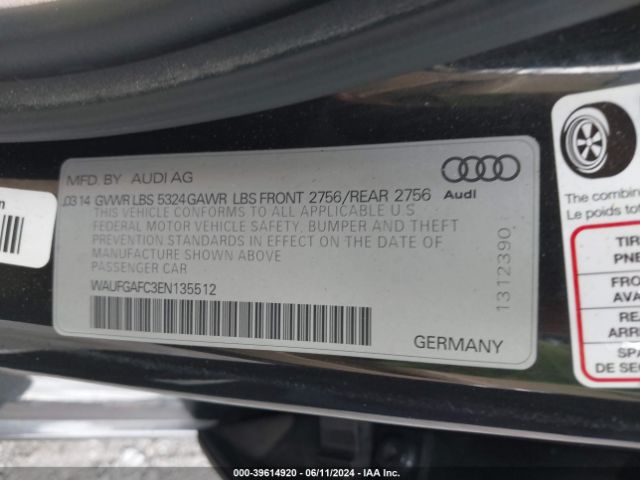 MFD. BY AUDI AG
Audi
03 14 GVWR LBS 5324 GAWR LBS FRONT 2756/REAR 2756
THIS VEHICLE CONFORMS TO ALL APPLICABLE U.S
FEDERAL MOTOR VEHICLE SAFETY, BUMPER AND THEFT
PREVENTION STANDARDS IN EFFECT ON THE DATE OF
MANUFACTURE SHOWN ABOVE
PASSENGER CAR
WAUFGAFC3EN135512
GERMANY
1312390
The combined
Le poids tot
TIR
PNE
FRO
AVA
RE
ARR
SPA
DE SEC
000-39614920 - 06/11/2024 - IAA Inc.